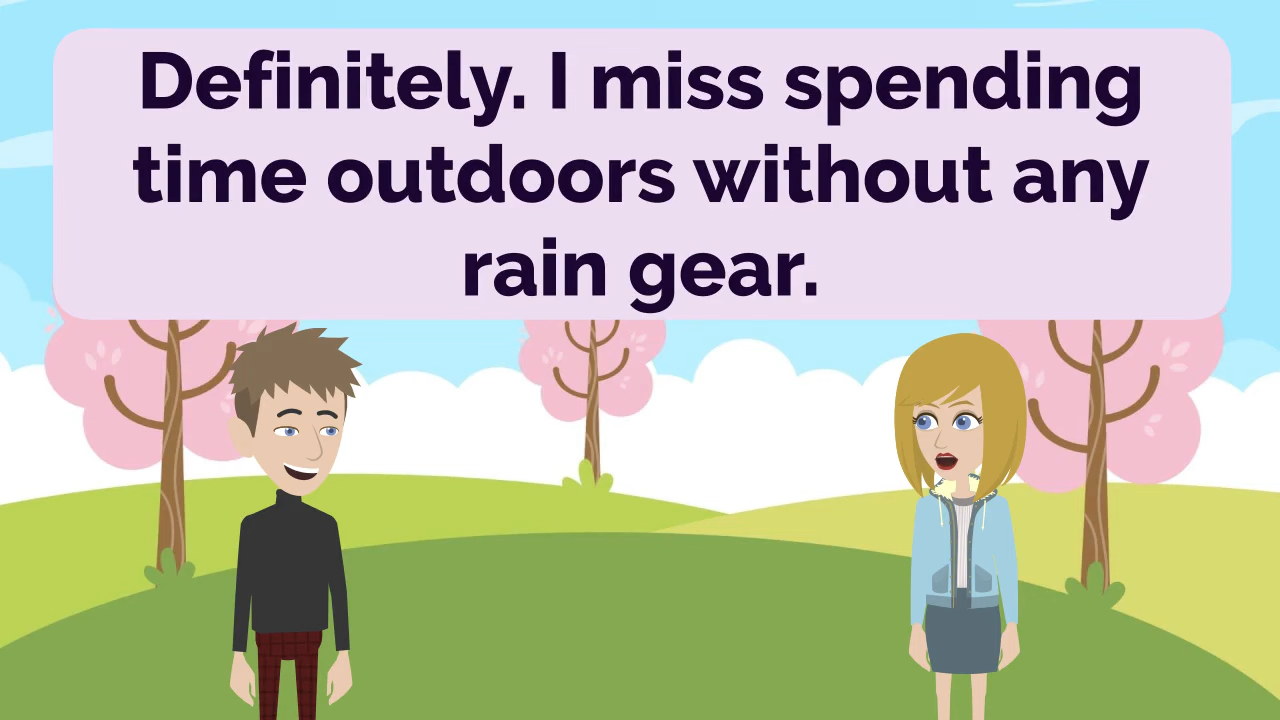 Definitely. I miss spending
time outdoors without any
rain gear.